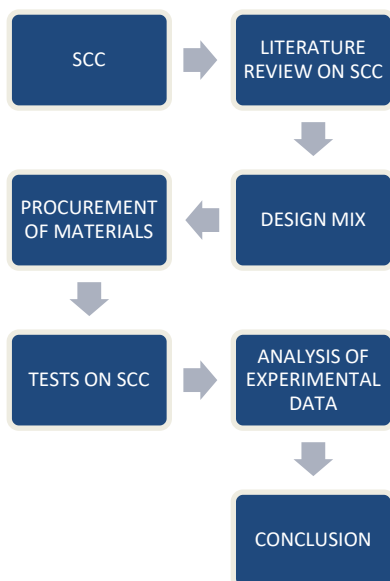 SCC
LITERATURE
REVIEW ON SCC
DESIGN MIX
PROCUREMENT
OF MATERIALS
TESTS ON SCC
ANALYSIS OF
EXPERIMENTAL
DATA
CONCLUSION